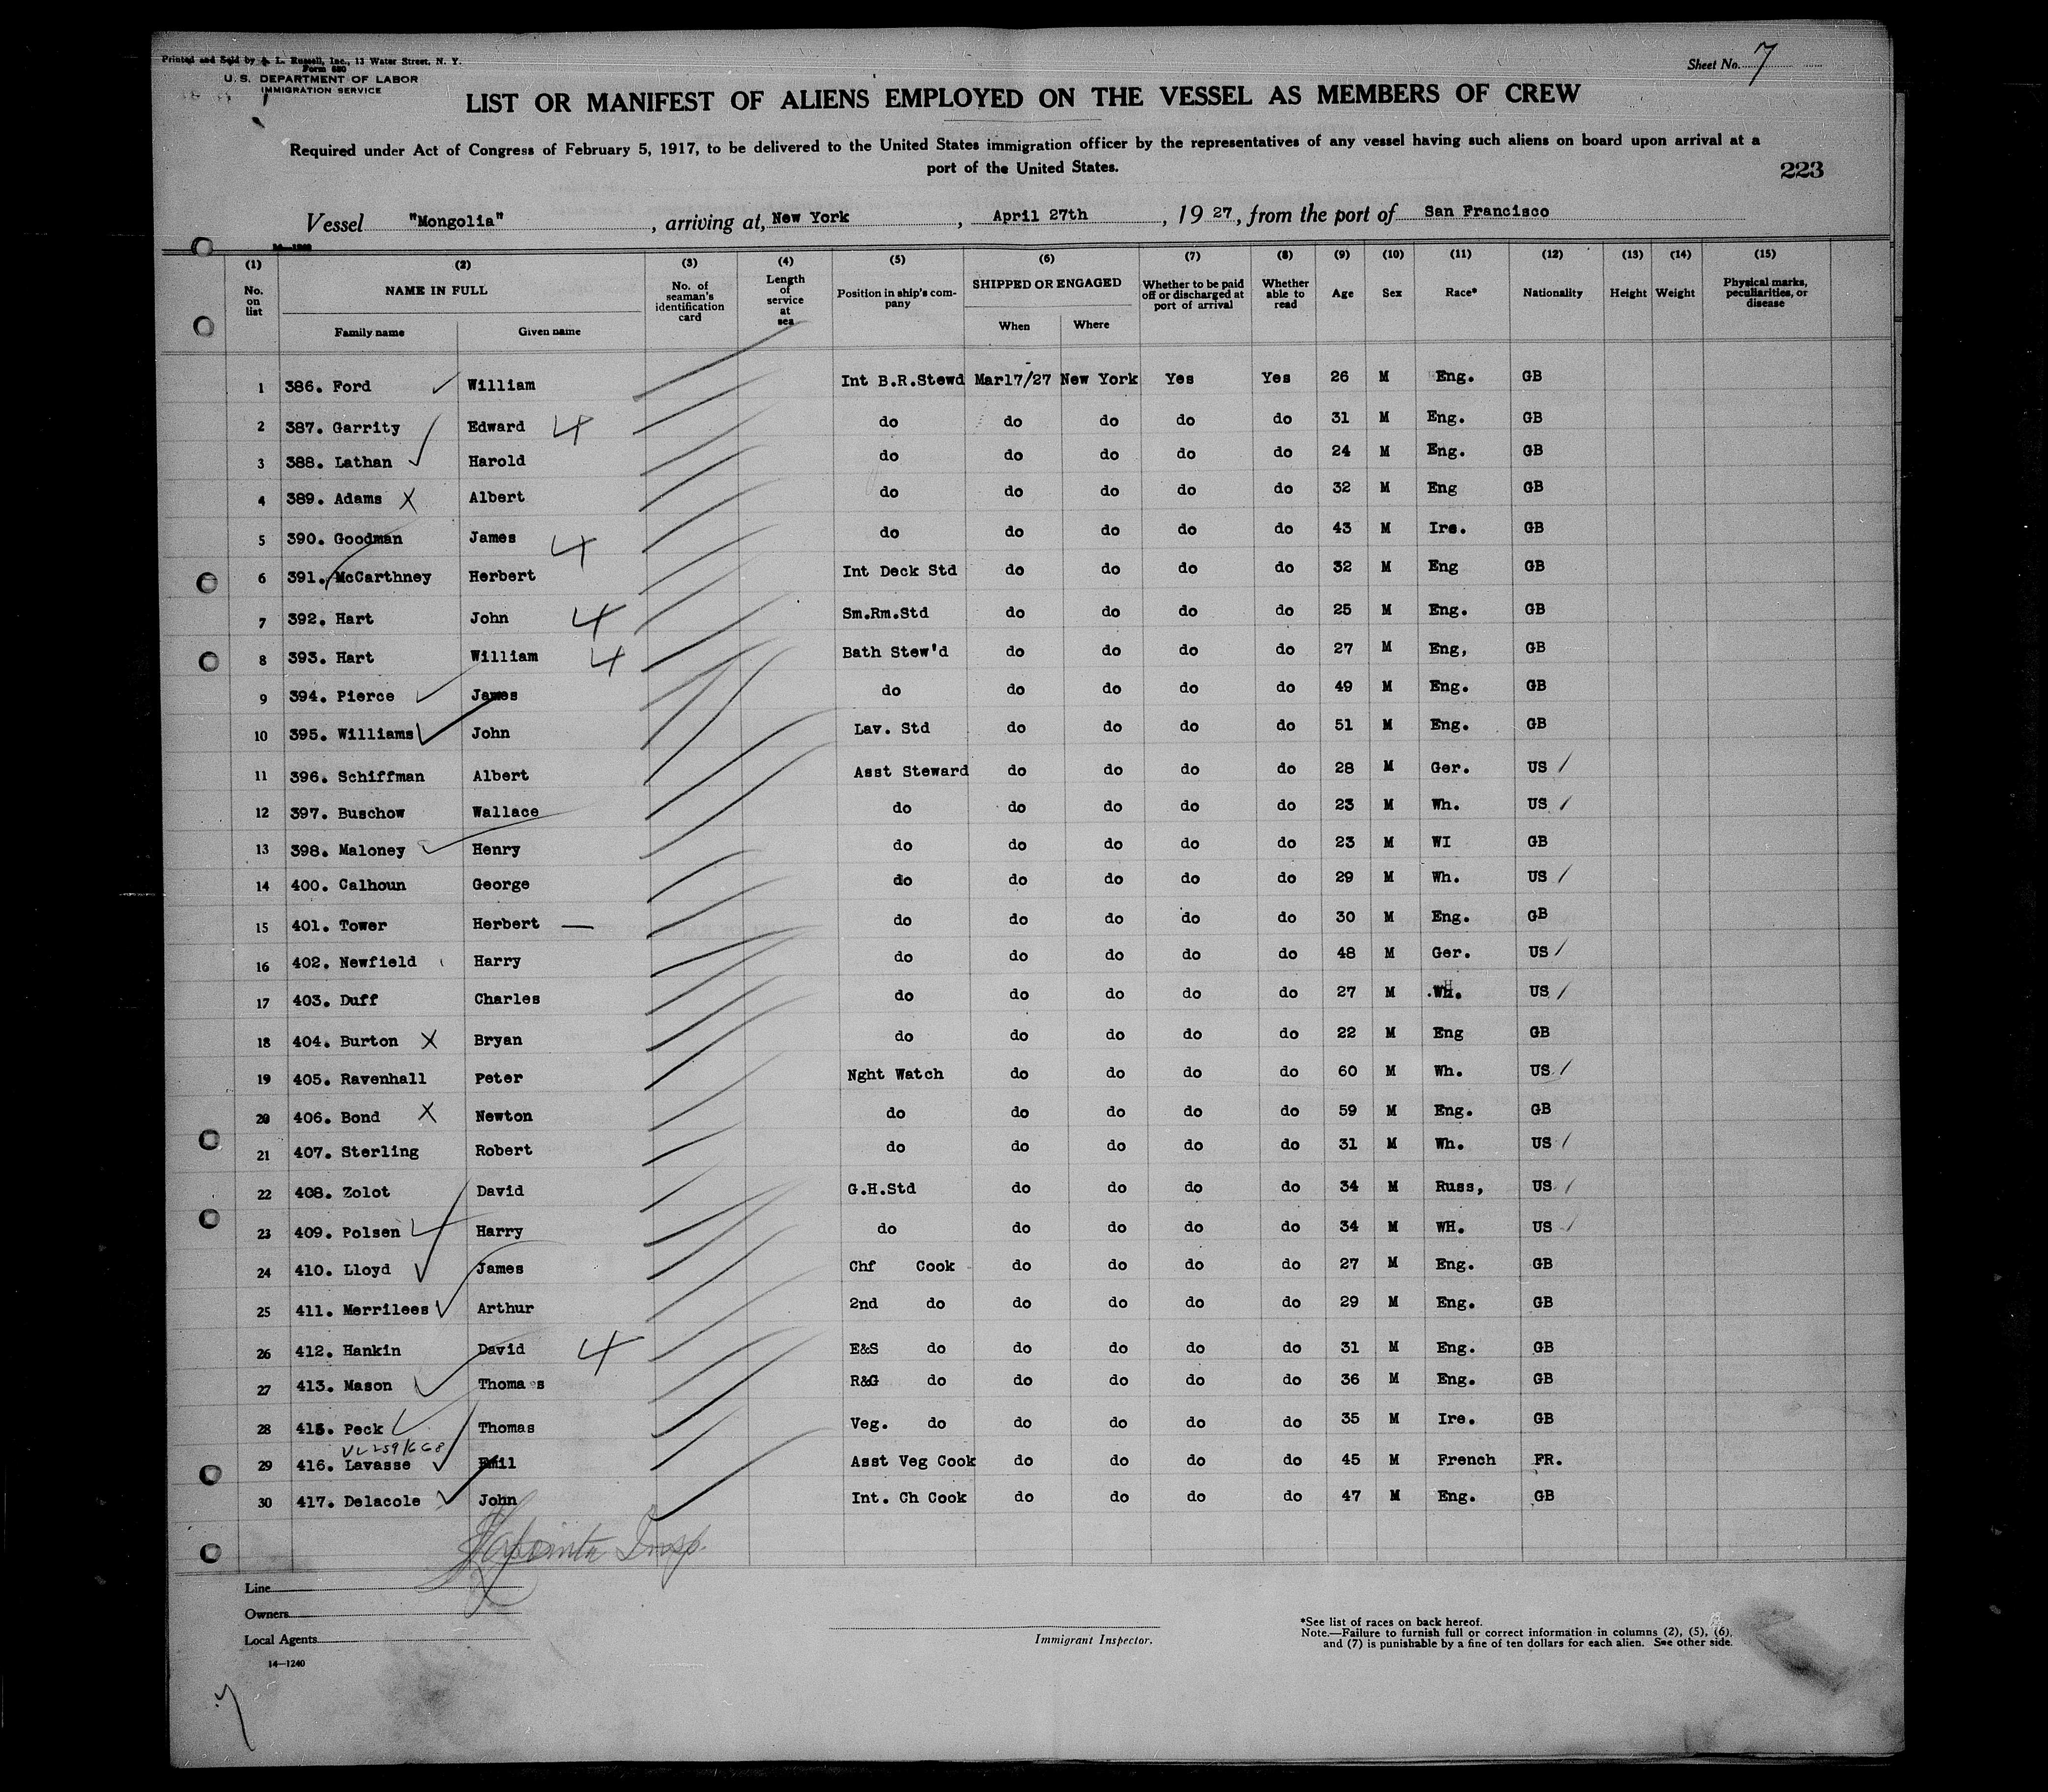 Printed and Sold by A. L. Russell, Inc., 13 Water Street, N. Y.
Form 680
U. S. DEPARTMENT OF LABOR
IMMIGRATION SERVICE
Sheet No. 7
LIST OR MANIFEST OF ALIENS EMPLOYED ON THE VESSEL AS MEMBERS OF CREW
Required under Act of Congress of February 5, 1917, to be delivered to the United States immigration officer by the representatives of any vessel having such aliens on board upon arrival at a
port of the United States.
223
Vessel "Mongolia", arriving at, New York, April 27th, 19 27, from the port of San Francisco
14—1240
(1) (2) (3) (4) (5) (6) (7) (8) (9) (10) (11) (12) (13) (14) (15)
No. on list NAME IN FULL No. of seaman's identification card Length of service at sea Position in ship's company SHIPPED OR ENGAGED Whether to be paid off or discharged at port of arrival Whether able to read Age Sex Race* Nationality Height Weight Physical marks, peculiarities, or disease
Family name Given name When Where
1 386. Ford William Int B.R.Stewd Mar17/27 New York Yes Yes 26 M Eng. GB
2 387. Garrity Edward 4 do do do do do 31 M Eng. GB
3 388. Lathan Harold do do do do do 24 M Eng. GB
4 389. Adams X Albert do do do do do 32 M Eng GB
5 390. Goodman James 4 do do do do do 43 M Ire. GB
6 391. McCarthney Herbert Int Deck Std do do do do 32 M Eng GB
7 392. Hart John 4 Sm.Rm.Std do do do do 25 M Eng. GB
8 393. Hart William 4 Bath Stew'd do do do do 27 M Eng, GB
9 394. Pierce James do do do do do 49 M Eng. GB
10 395. Williams John Lav. Std do do do do 51 M Eng. GB
11 396. Schiffman Albert Asst Steward do do do do 28 M Ger. US
12 397. Buschow Wallace do do do do do 23 M Wh. US
13 398. Maloney Henry do do do do do 23 M WI GB
14 400. Calhoun George do do do do do 29 M Wh. US
15 401. Tower Herbert — do do do do do 30 M Eng. GB
16 402. Newfield Harry do do do do do 48 M Ger. US
17 403. Duff Charles do do do do do 27 M .Wh. US
18 404. Burton X Bryan do do do do do 22 M Eng GB
19 405. Ravenhall Peter Nght Watch do do do do 60 M Wh. US
20 406. Bond X Newton do do do do do 59 M Eng. GB
21 407. Sterling Robert do do do do do 31 M Wh. US
22 408. Zolot David G.H.Std do do do do 34 M Russ, US
23 409. Polsen Harry do do do do do 34 M WH. US
24 410. Lloyd James Chf Cook do do do do 27 M Eng. GB
25 411. Merrilees Arthur 2nd do do do do do 29 M Eng. GB
26 412. Hankin David 4 E&S do do do do do 31 M Eng. GB
27 413. Mason Thomas R&G do do do do do 36 M Eng. GB
28 415. Peck Thomas Veg. do do do do do 35 M Ire. GB
29 416. Lavasse Emil Asst Veg Cook do do do do 45 M French FR.
30 417. Delacole John Int. Ch Cook do do do do 47 M Eng. GB
Insp.
Line
Owners
Local Agents
14—1240
Immigrant Inspector.
*See list of races on back hereof.
Note.—Failure to furnish full or correct information in columns (2), (5), (6),
and (7) is punishable by a fine of ten dollars for each alien. See other side.